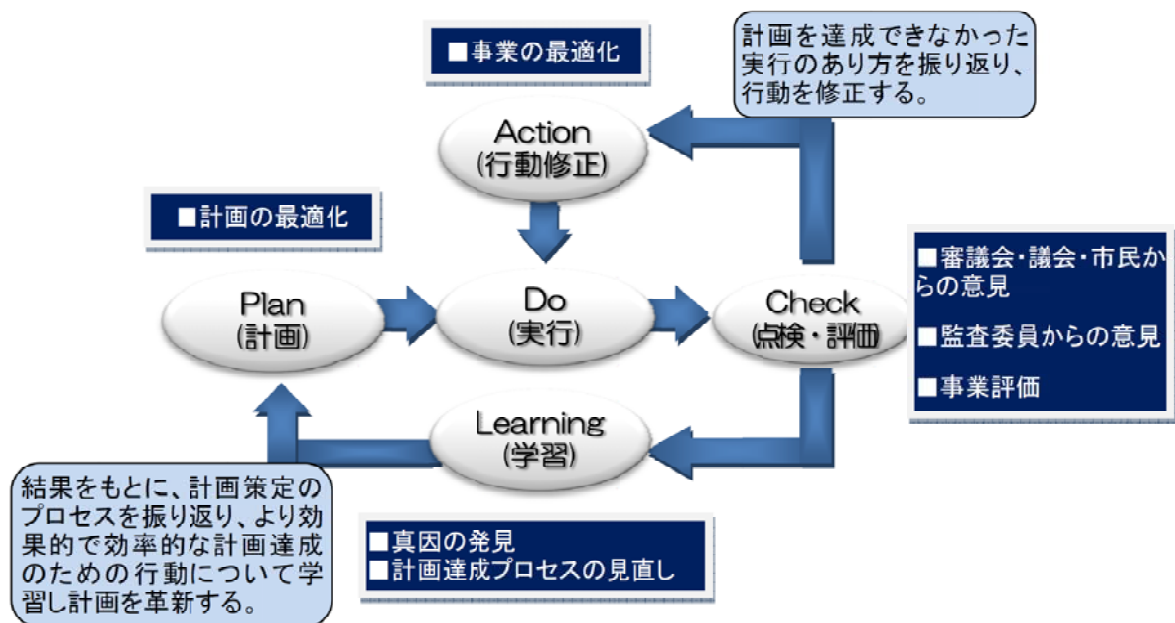 ■事業の最適化
計画を達成できなかった
実行のあり方を振り返り、
行動を修正する。
Action
(行動修正)
■計画の最適化
Plan
(計画)
Do
(実行)
Check
(点検・評価)
■審議会・議会・市民か
らの意見
■監査委員からの意見
■事業評価
Learning
(学習)
結果をもとに、計画策定の
プロセスを振り返り、より効
果的で効率的な計画達成
のための行動について学
習し計画を革新する。
■真因の発見
■計画達成プロセスの見直し